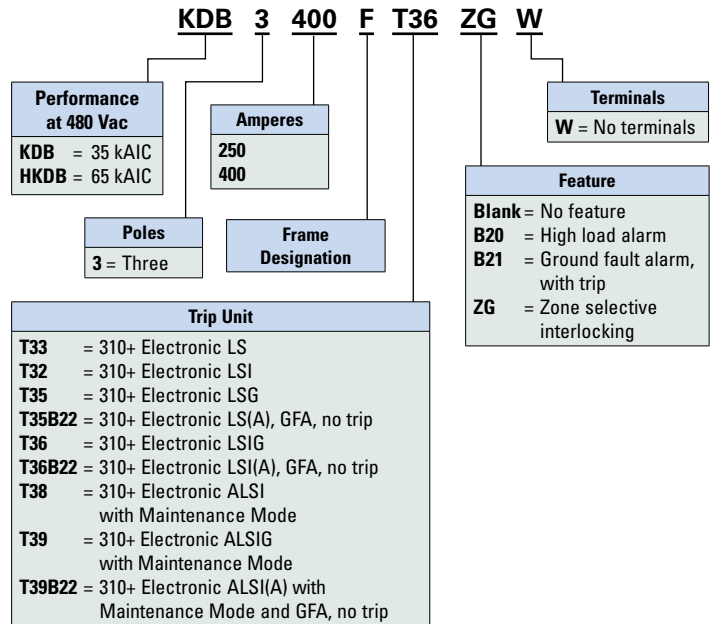 KDB 3 400 F T36 ZG W
Performance
at 480 Vac
KDB = 35 kAIC
HKDB = 65 kAIC
Poles
3 = Three
Amperes
250
400
Frame
Designation
Trip Unit
T33 = 310+ Electronic LS
T32 = 310+ Electronic LSI
T35 = 310+ Electronic LSG
T35B22 = 310+ Electronic LS(A), GFA, no trip
T36 = 310+ Electronic LSIG
T36B22 = 310+ Electronic LSI(A), GFA, no trip
T38 = 310+ Electronic ALSI
with Maintenance Mode
T39 = 310+ Electronic ALSIG
with Maintenance Mode
T39B22 = 310+ Electronic ALSI(A) with
Maintenance Mode and GFA, no trip
Terminals
W = No terminals
Feature
Blank = No feature
B20 = High load alarm
B21 = Ground fault alarm,
with trip
ZG = Zone selective
interlocking